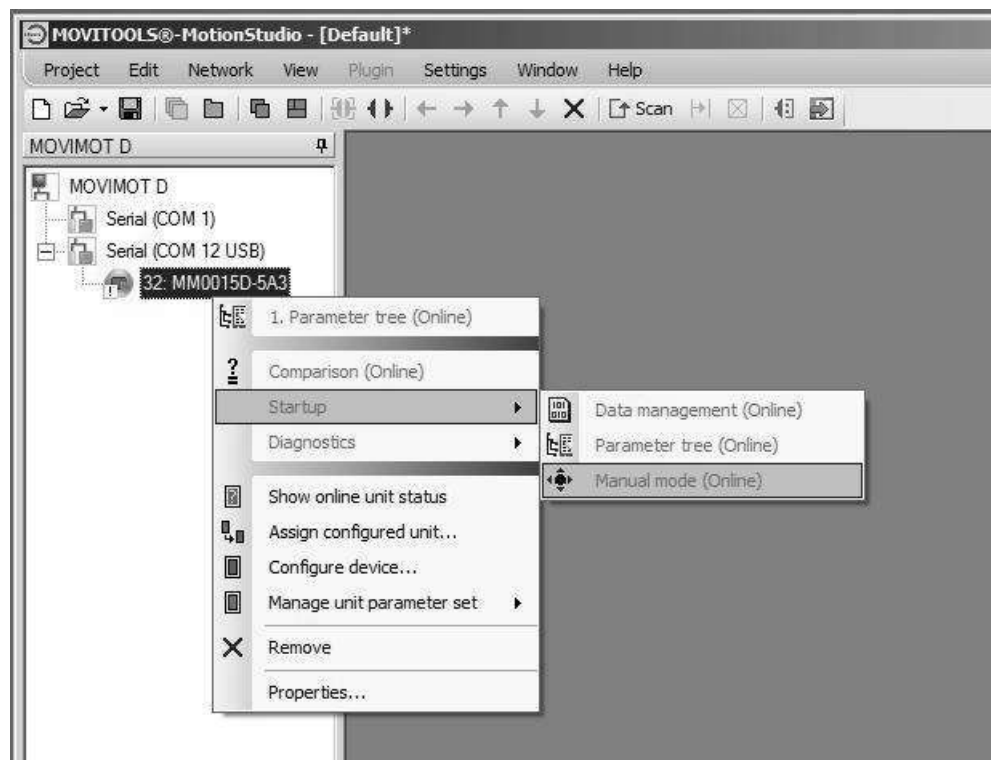 MOVITOOLS®-MotionStudio - [Default]*
Project Edit Network View Plugin Settings Window Help
Scan
MOVIMOT D
MOVIMOT D
Serial (COM 1)
Serial (COM 12 USB)
32: MM0015D-5A3
1. Parameter tree (Online)
Comparison (Online)
Startup
Data management (Online)
Diagnostics
Parameter tree (Online)
Manual mode (Online)
Show online unit status
Assign configured unit...
Configure device...
Manage unit parameter set
Remove
Properties...